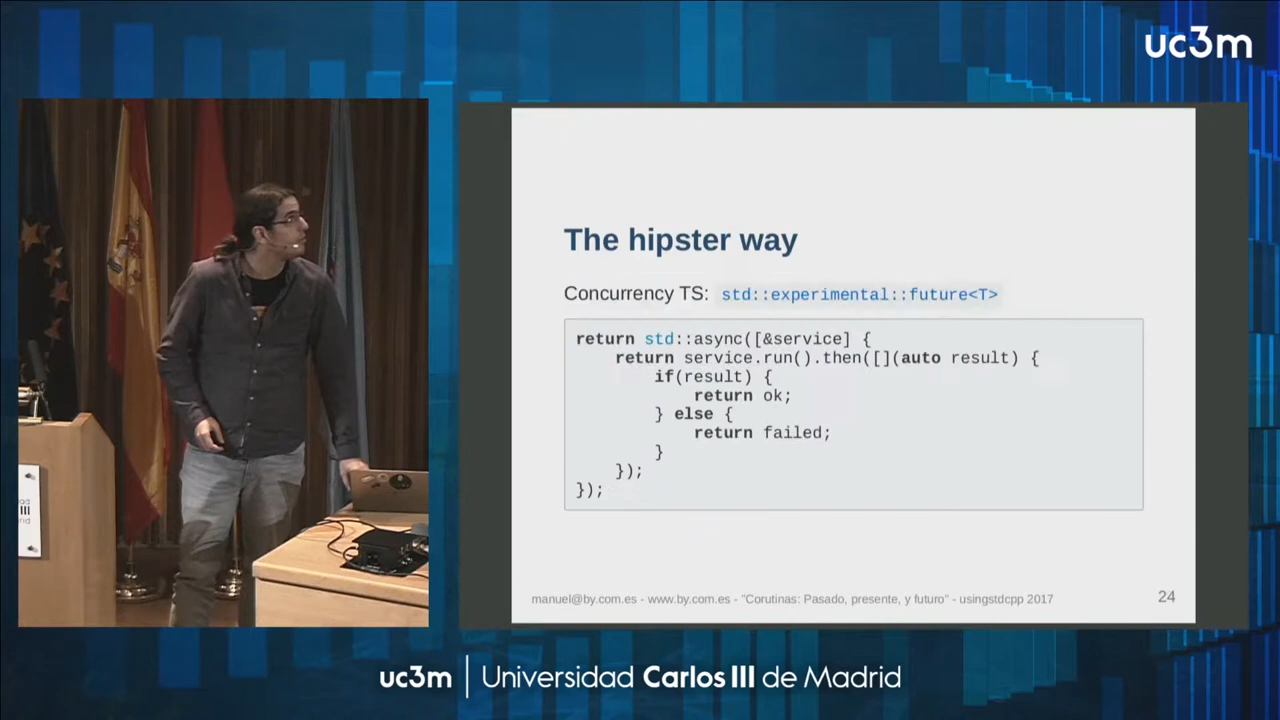 uc3m
The hipster way
Concurrency TS: std::experimental::future<T>
return std::async([&service] {
    return service.run().then([](auto result) {
        if(result) {
            return ok;
        } else {
            return failed;
        }
    });
});
manuel@by.com.es - www.by.com.es - "Corutinas: Pasado, presente, y futuro" - usingstdcpp 2017
24
III
uc3m | Universidad Carlos III de Madrid